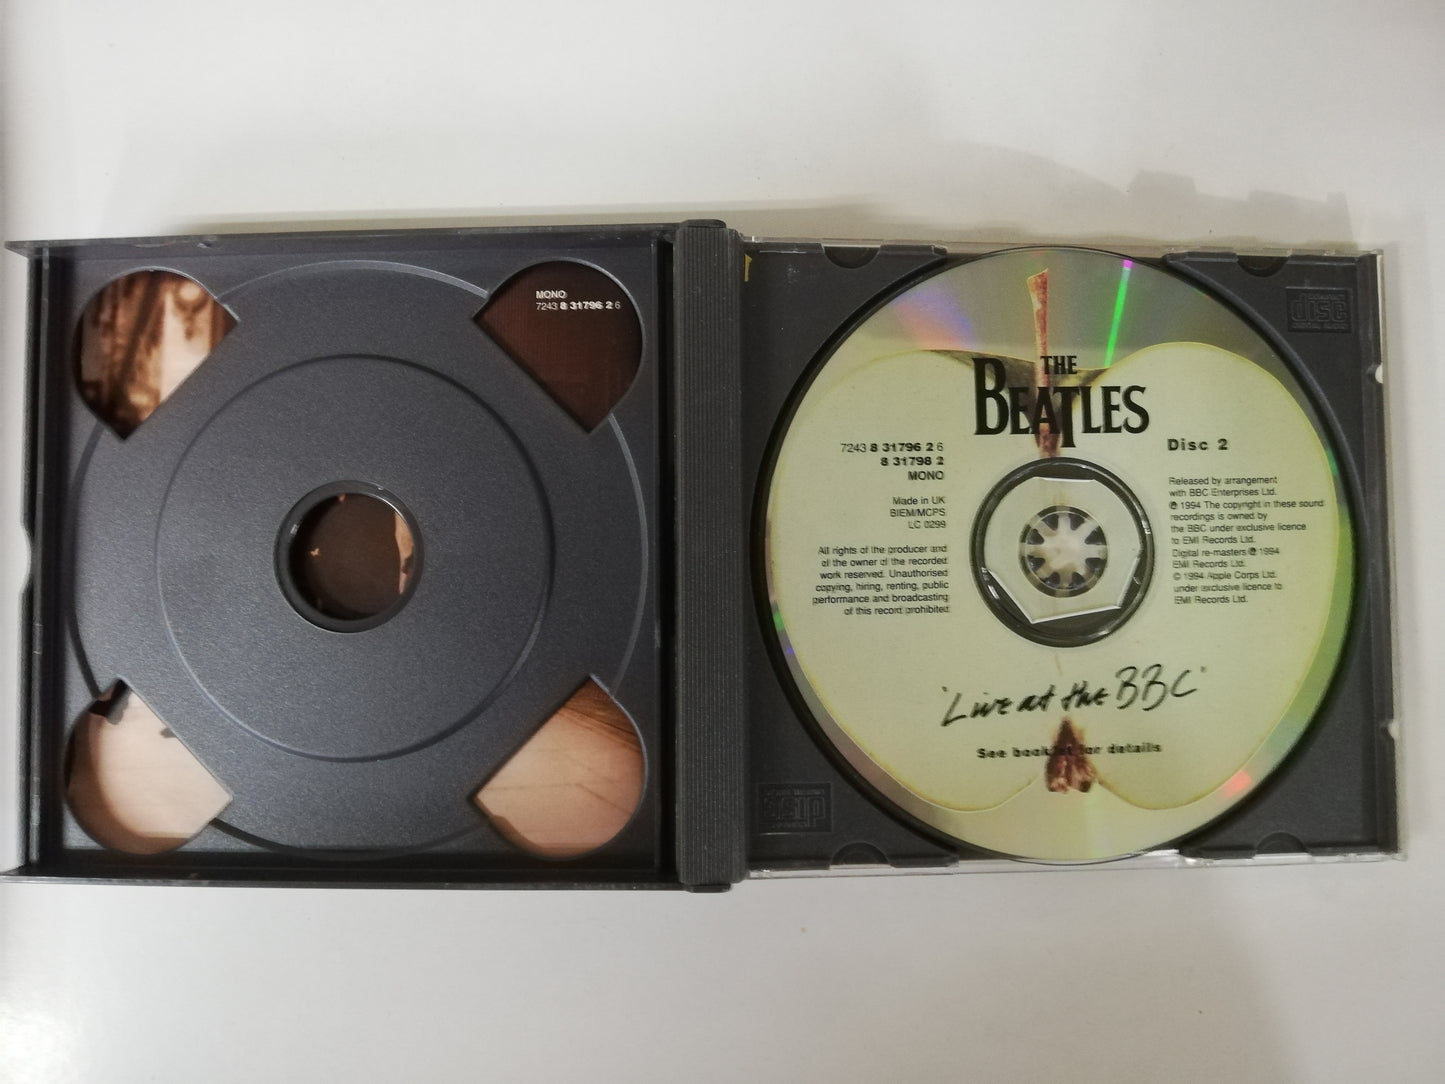 MONO
7243 8 31796 2 6
disc
THE
BEATLES
7243 8 31796 2 6
8 31798 2
MONO
Disc 2
Made in UK
BIEM/MCPS
LC 0299
All rights of the producer and
of the owner of the recorded
work reserved. Unauthorised
copying, hiring, renting, public
performance and broadcasting
of this record prohibited
Released by arrangement
with BBC Enterprises Ltd.
℗ 1994 The copyright in these sound
recordings is owned by
the BBC under exclusive licence
to EMI Records Ltd.
Digital re-masters ℗ 1994
EMI Records Ltd.
© 1994 Apple Corps Ltd.
under exclusive licence to
EMI Records Ltd.
'Live at the BBC'
See booklet for details
disc